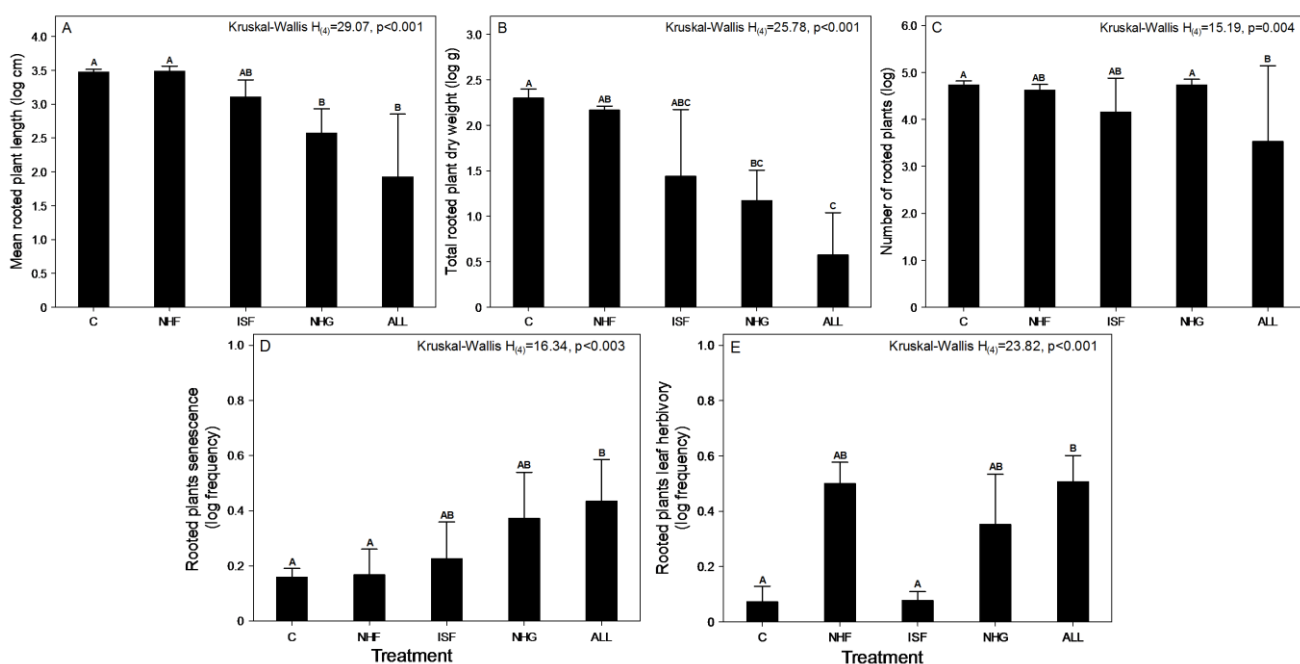 A
Kruskal-Wallis H(4)=29.07, p<0.001
Mean rooted plant length (log cm)
4.0
3.5
3.0
2.5
2.0
1.5
1.0
0.5
0
A
A
AB
B
B
C
NHF
ISF
NHG
ALL
B
Kruskal-Wallis H(4)=25.78, p<0.001
Total rooted plant dry weight (log g)
3.0
2.5
2.0
1.5
1.0
0.5
0
A
AB
ABC
BC
C
C
NHF
ISF
NHG
ALL
C
Kruskal-Wallis H(4)=15.19, p=0.004
Number of rooted plants (log)
6.0
5.0
4.0
3.0
2.0
1.0
0
A
AB
AB
A
B
C
NHF
ISF
NHG
ALL
D
Kruskal-Wallis H(4)=16.34, p<0.003
Rooted plants senescence
(log frequency)
1.0
0.8
0.6
0.4
0.2
0
A
A
AB
AB
B
C
NHF
ISF
NHG
ALL
Treatment
E
Kruskal-Wallis H(4)=23.82, p<0.001
Rooted plants leaf herbivory
(log frequency)
1.0
0.8
0.6
0.4
0.2
0
A
AB
A
AB
B
C
NHF
ISF
NHG
ALL
Treatment